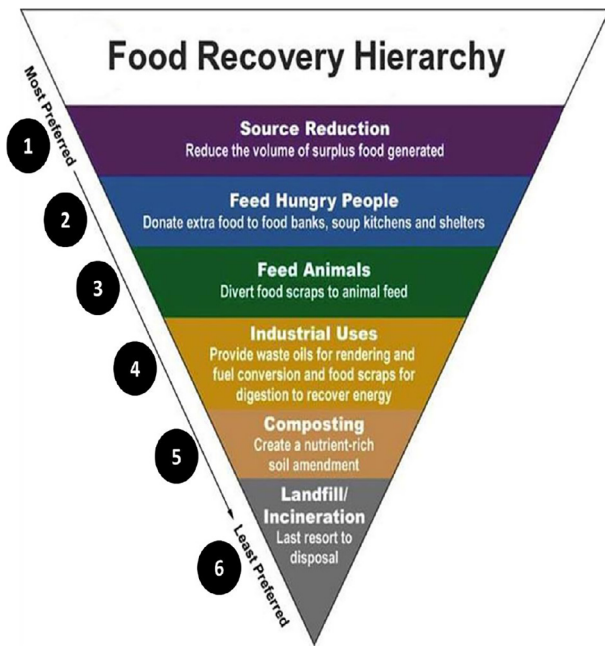 Food Recovery Hierarchy
Most Preferred
1
Source Reduction
Reduce the volume of surplus food generated
2
Feed Hungry People
Donate extra food to food banks, soup kitchens and shelters
3
Feed Animals
Divert food scraps to animal feed
4
Industrial Uses
Provide waste oils for rendering and
fuel conversion and food scraps for
digestion to recover energy
5
Composting
Create a nutrient-rich
soil amendment
6
Landfill/
Incineration
Last resort to
disposal
Least Preferred